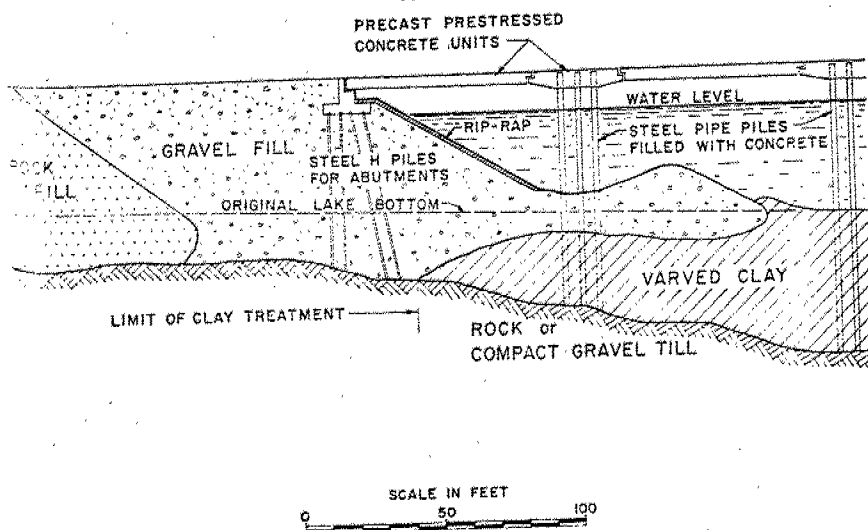 PRECAST PRESTRESSED
CONCRETE UNITS
WATER LEVEL
RIP-RAP
STEEL PIPE PILES
FILLED WITH CONCRETE
GRAVEL FILL
STEEL H PILES
FOR ABUTMENTS
ROCK
FILL
ORIGINAL LAKE BOTTOM
VARVED CLAY
LIMIT OF CLAY TREATMENT
ROCK or
COMPACT GRAVEL TILL
SCALE IN FEET
0 50 100